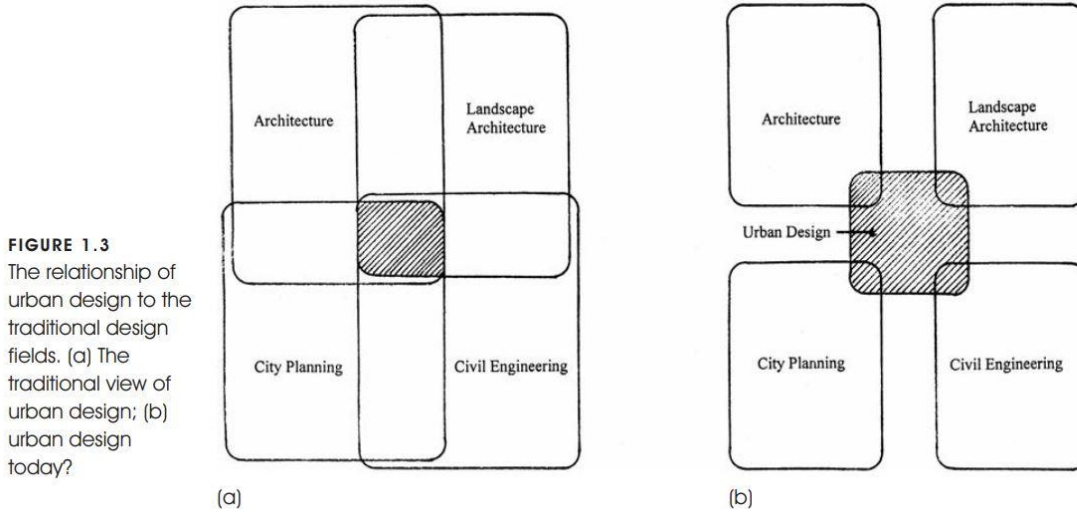 FIGURE 1.3
The relationship of
urban design to the
traditional design
fields. (a) The
traditional view of
urban design; (b)
urban design
today?
Architecture
Landscape
Architecture
City Planning
Civil Engineering
(a)
Architecture
Landscape
Architecture
Urban Design
City Planning
Civil Engineering
(b)